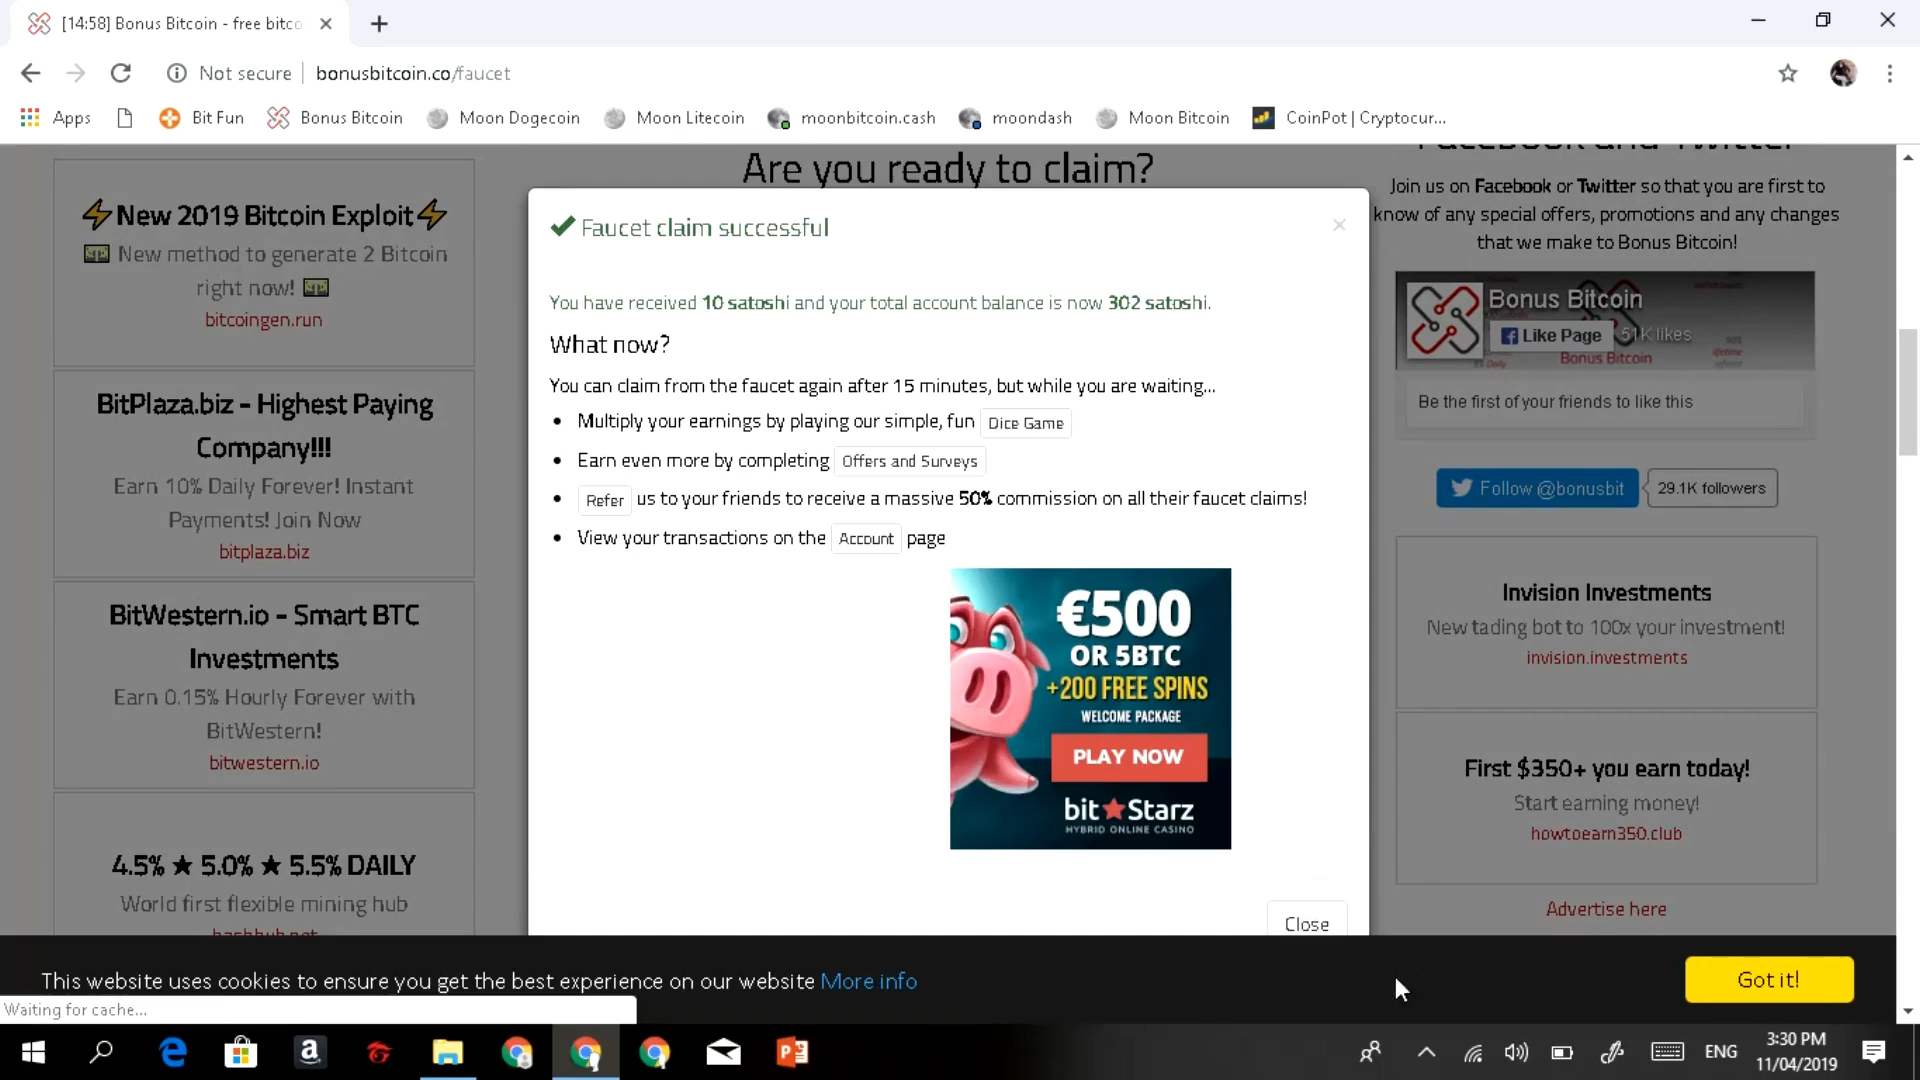 [14:58] Bonus Bitcoin - free bitco
Not secure
bonusbitcoin.co/faucet
Apps
Bit Fun
Bonus Bitcoin
Moon Dogecoin
Moon Litecoin
moonbitcoin.cash
moondash
Moon Bitcoin
CoinPot | Cryptocur...
⚡New 2019 Bitcoin Exploit⚡
New method to generate 2 Bitcoin
right now!
bitcoingen.run
BitPlaza.biz - Highest Paying
Company!!!
Earn 10% Daily Forever! Instant
Payments! Join Now
bitplaza.biz
BitWestern.io - Smart BTC
Investments
Earn 0.15% Hourly Forever with
BitWestern!
bitwestern.io
4.5% ★ 5.0% ★ 5.5% DAILY
World first flexible mining hub
Are you ready to claim?
✔ Faucet claim successful
×
You have received 10 satoshi and your total account balance is now 302 satoshi.
What now?
You can claim from the faucet again after 15 minutes, but while you are waiting...
• Multiply your earnings by playing our simple, fun Dice Game
• Earn even more by completing Offers and Surveys
• Refer us to your friends to receive a massive 50% commission on all their faucet claims!
• View your transactions on the Account page
€500
OR 5BTC
+200 FREE SPINS
WELCOME PACKAGE
PLAY NOW
bit★Starz
HYBRID ONLINE CASINO
Close
Facebook and Twitter
Join us on Facebook or Twitter so that you are first to
know of any special offers, promotions and any changes
that we make to Bonus Bitcoin!
Bonus Bitcoin
Like Page
51K likes
Bonus Bitcoin
Be the first of your friends to like this
Follow @bonusbit
29.1K followers
Invision Investments
New tading bot to 100x your investment!
invision.investments
First $350+ you earn today!
Start earning money!
howtoearn350.club
Advertise here
This website uses cookies to ensure you get the best experience on our website More info
Got it!
Waiting for cache...
ENG
3:30 PM
11/04/2019